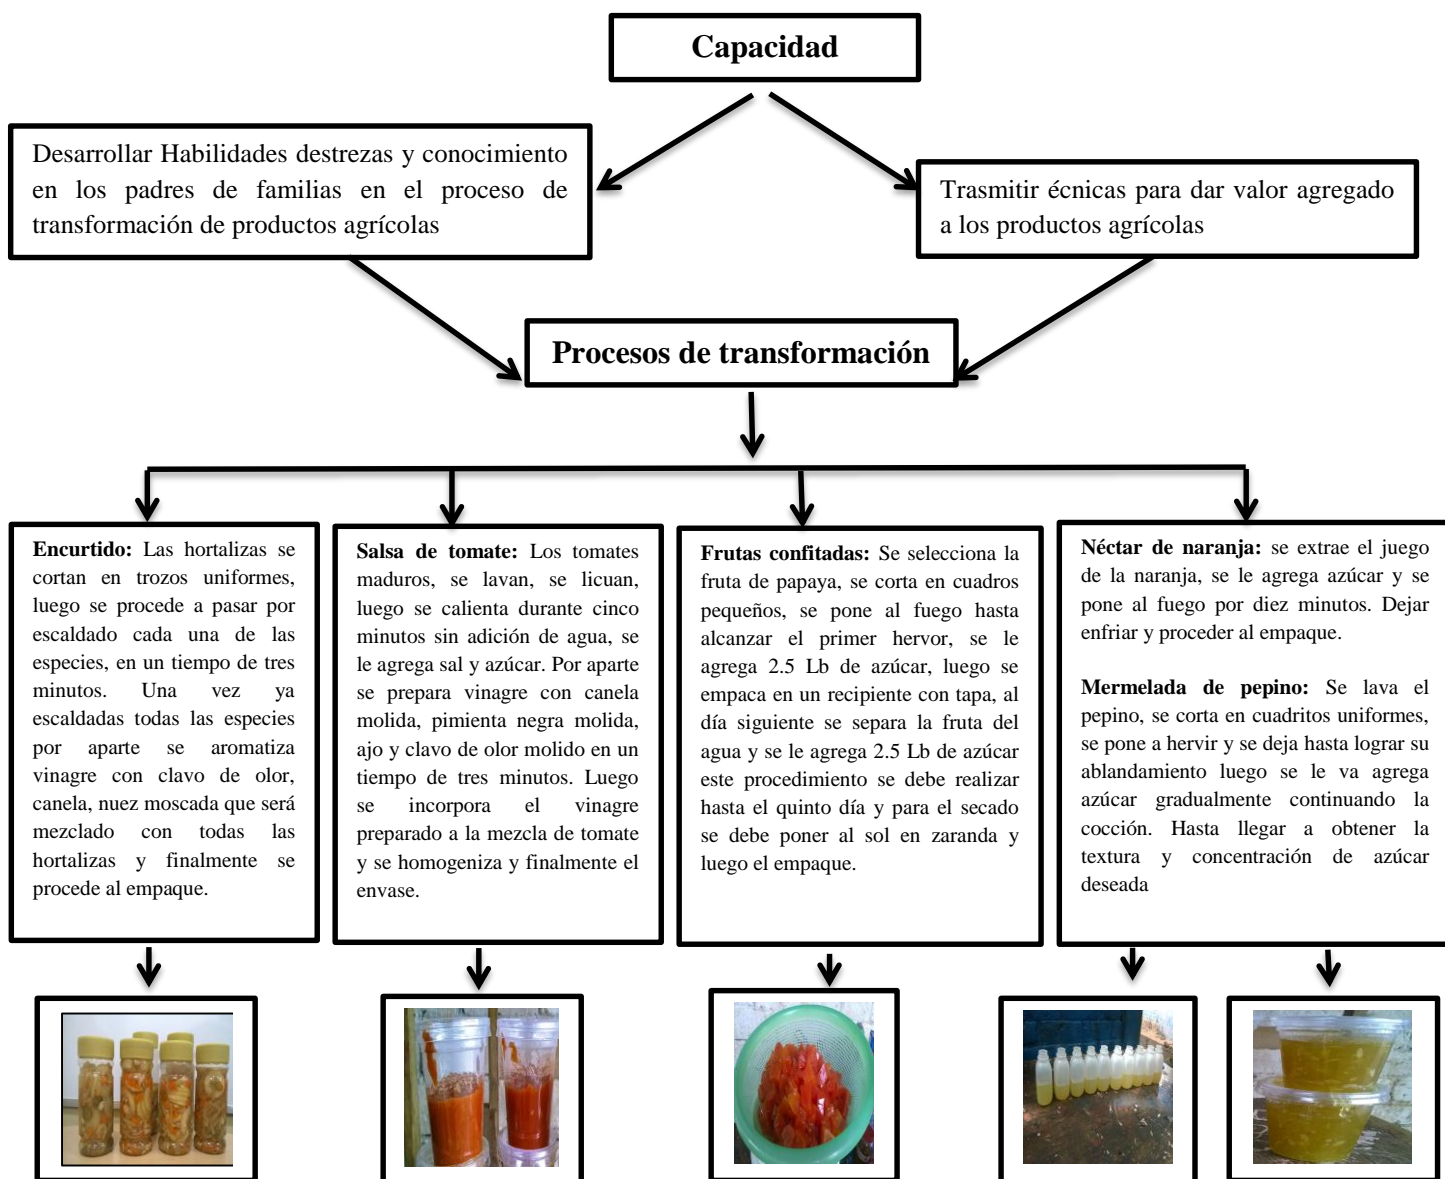 Capacidad
Desarrollar Habilidades destrezas y conocimiento
en los padres de familias en el proceso de
transformación de productos agrícolas
Trasmitir écnicas para dar valor agregado
a los productos agrícolas
Procesos de transformación
Encurtido: Las hortalizas se
cortan en trozos uniformes,
luego se procede a pasar por
escaldado cada una de las
especies, en un tiempo de tres
minutos. Una vez ya
escaldadas todas las especies
por aparte se aromatiza
vinagre con clavo de olor,
canela, nuez moscada que será
mezclado con todas las
hortalizas y finalmente se
procede al empaque.
Salsa de tomate: Los tomates
maduros, se lavan, se licuan,
luego se calienta durante cinco
minutos sin adición de agua, se
le agrega sal y azúcar. Por aparte
se prepara vinagre con canela
molida, pimienta negra molida,
ajo y clavo de olor molido en un
tiempo de tres minutos. Luego
se incorpora el vinagre
preparado a la mezcla de tomate
y se homogeniza y finalmente el
envase.
Frutas confitadas: Se selecciona la
fruta de papaya, se corta en cuadros
pequeños, se pone al fuego hasta
alcanzar el primer hervor, se le
agrega 2.5 Lb de azúcar, luego se
empaca en un recipiente con tapa, al
día siguiente se separa la fruta del
agua y se le agrega 2.5 Lb de azúcar
este procedimiento se debe realizar
hasta el quinto día y para el secado
se debe poner al sol en zaranda y
luego el empaque.
Néctar de naranja: se extrae el juego
de la naranja, se le agrega azúcar y se
pone al fuego por diez minutos. Dejar
enfriar y proceder al empaque.
Mermelada de pepino: Se lava el
pepino, se corta en cuadritos uniformes,
se pone a hervir y se deja hasta lograr su
ablandamiento luego se le va agrega
azúcar gradualmente continuando la
cocción. Hasta llegar a obtener la
textura y concentración de azúcar
deseada